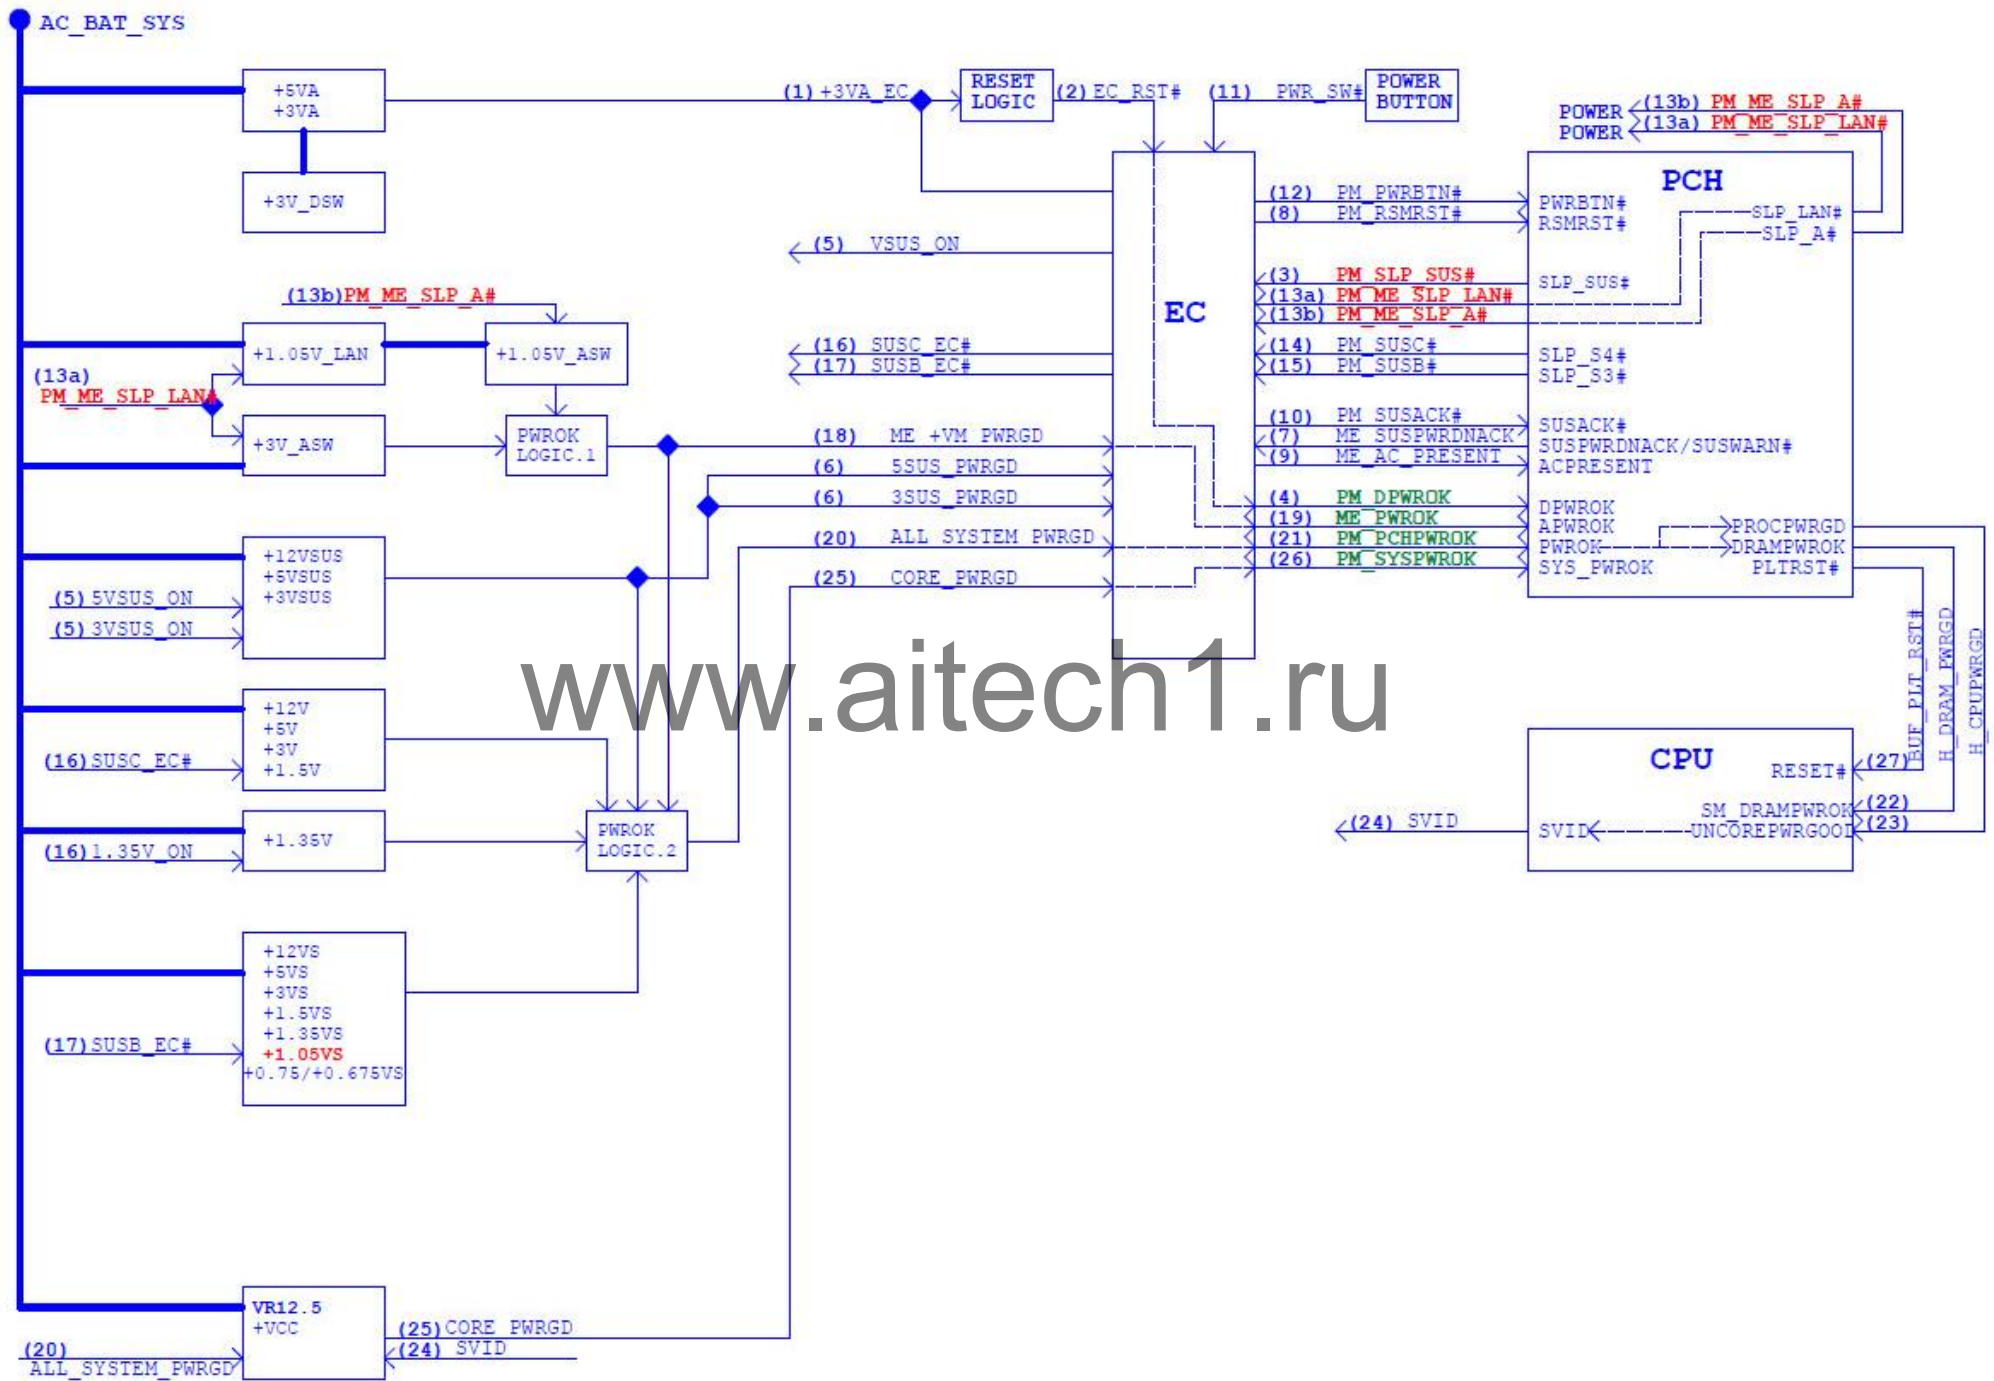 AC_BAT_SYS
+5VA
+3VA
+3V_DSW
(1) +3VA_EC
RESET
LOGIC
(2) EC_RST#
(11) PWR_SW#
POWER
BUTTON
POWER (13b) PM_ME_SLP_A#
POWER (13a) PM_ME_SLP_LAN#
PCH
(12) PM_PWRBTN#
(8) PM_RSMRST#
PWRBTN#
RSMRST#
SLP_LAN#
SLP_A#
(5) VSUS_ON
EC
(3) PM_SLP_SUS#
(13a) PM_ME_SLP_LAN#
(13b) PM_ME_SLP_A#
SLP_SUS#
(13b) PM_ME_SLP_A#
+1.05V_LAN
+1.05V_ASW
(13a)
PM_ME_SLP_LAN#
+3V_ASW
PWROK
LOGIC.1
(16) SUSC_EC#
(17) SUSB_EC#
(14) PM_SUSC#
(15) PM_SUSB#
SLP_S4#
SLP_S3#
(18) ME_+VM_PWRGD
(6) 5SUS_PWRGD
(6) 3SUS_PWRGD
(20) ALL_SYSTEM_PWRGD
(25) CORE_PWRGD
(10) PM_SUSACK#
(7) ME_SUSPWRDNACK
(9) ME_AC_PRESENT
SUSACK#
SUSPWRDNACK/SUSWARN#
ACPRESENT
(4) PM_DPWROK
(19) ME_PWROK
(21) PM_PCHPWROK
(26) PM_SYSPWROK
DPWROK
APWROK
PWROK
SYS_PWROK
PROCPWRGD
DRAMPWROK
PLTRST#
+12VSUS
+5VSUS
+3VSUS
(5) 5VSUS_ON
(5) 3VSUS_ON
www.aitech1.ru
BUF_PLT_RST#
H_DRAM_PWRGD
H_CPUPWRGD
+12V
+5V
+3V
+1.5V
(16) SUSC_EC#
+1.35V
(16) 1.35V_ON
PWROK
LOGIC.2
CPU
RESET#
(27)
SM_DRAMPWROK
(22)
UNCOREPWRGOOD
(23)
SVID
(24) SVID
+12VS
+5VS
+3VS
+1.5VS
+1.35VS
+1.05VS
+0.75/+0.675VS
(17) SUSB_EC#
VR12.5
+VCC
(25) CORE_PWRGD
(24) SVID
(20)
ALL_SYSTEM_PWRGD